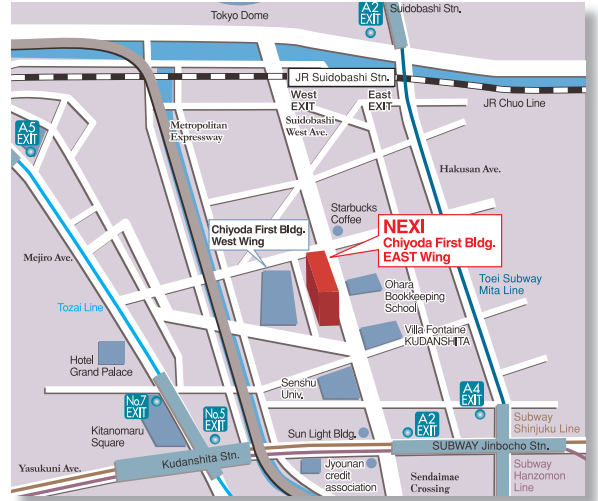 Tokyo Dome
A2
EXIT
Suidobashi Stn.
JR Suidobashi Stn.
West
EXIT
East
EXIT
JR Chuo Line
Suidobashi
West Ave.
Metropolitan
Expressway
A5
EXIT
Hakusan Ave.
Starbucks
Coffee
NEXI
Chiyoda First Bldg.
EAST Wing
Chiyoda First Bldg.
West Wing
Mejiro Ave.
Tozai Line
Ohara
Bookkeeping
School
Toei Subway
Mita Line
Villa Fontaine
KUDANSHITA
Hotel
Grand Palace
Senshu
Univ.
A4
EXIT
No.7
EXIT
No.5
EXIT
A2
EXIT
Kitanomaru
Square
Sun Light Bldg.
Subway
Shinjuku Line
SUBWAY Jinbocho Stn.
Yasukuni Ave.
Kudanshita Stn.
Jyounan
credit
association
Sendaimae
Crossing
Subway
Hanzomon
Line